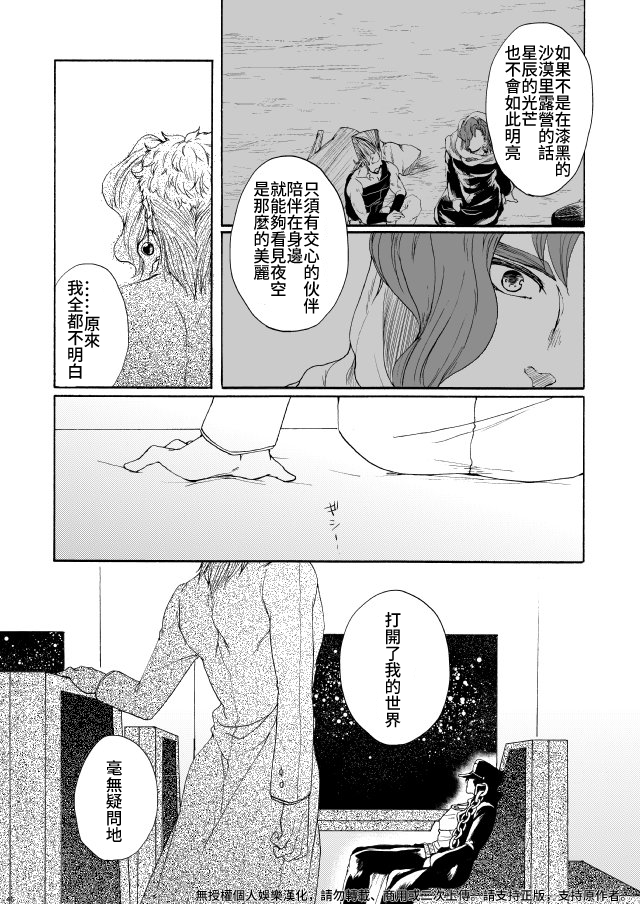 如果不是在漆黑的
沙漠里露營的話
星辰的光芒
也不會如此明亮
只須有交心的伙伴
陪伴在身邊
就能夠看見夜空
是那麼的美麗
……原來
我全都不明白
ギシ…
打開了我的世界
毫無疑問地
無授權個人娛樂漢化，請勿轉載、商用或二次上傳。請支持正版，支持原作者。